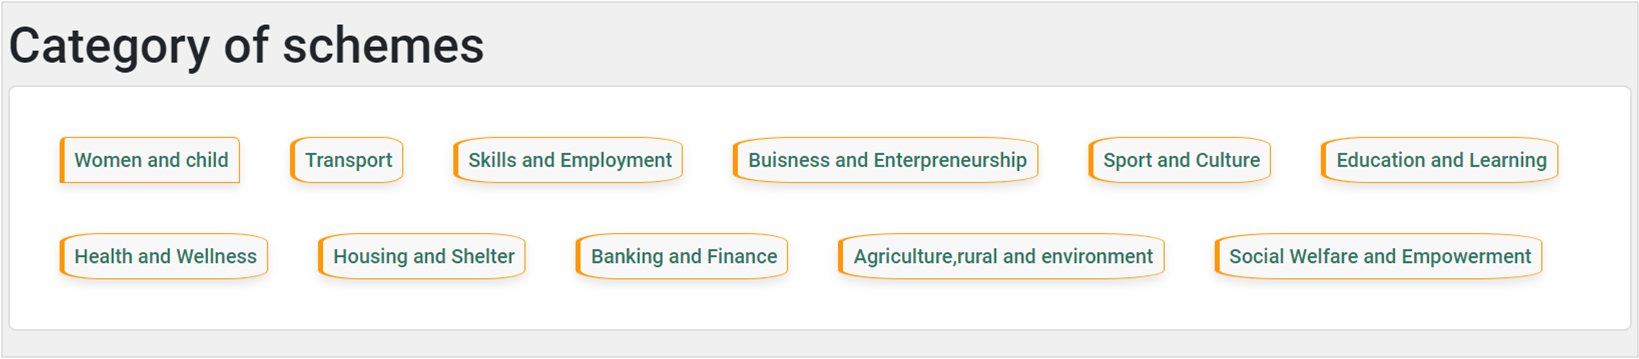 Category of schemes
Women and child Transport Skills and Employment Buisness and Enterpreneurship Sport and Culture Education and Learning
Health and Wellness Housing and Shelter Banking and Finance Agriculture,rural and environment Social Welfare and Empowerment